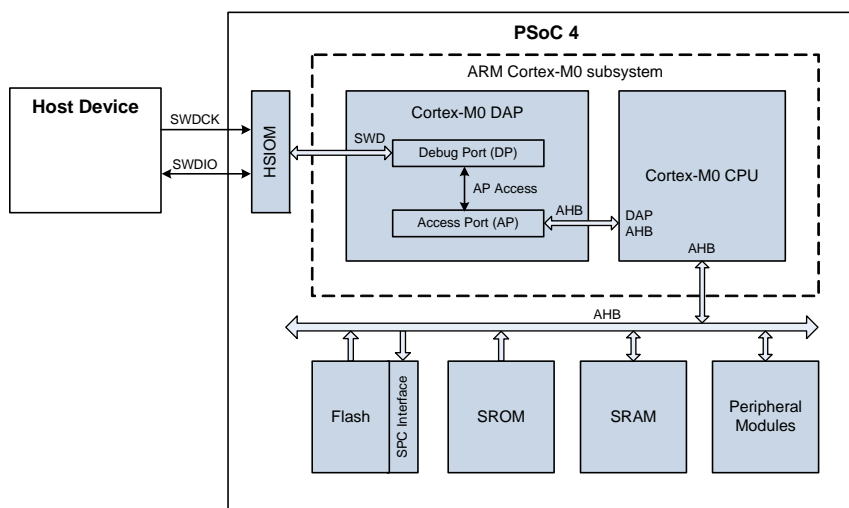 PSoC 4
ARM Cortex-M0 subsystem
Host Device
SWDCK
SWDIO
HSIOM
SWD
Cortex-M0 DAP
Debug Port (DP)
AP Access
Access Port (AP)
AHB
Cortex-M0 CPU
DAP
AHB
AHB
AHB
Flash
SPC Interface
SROM
SRAM
Peripheral
Modules